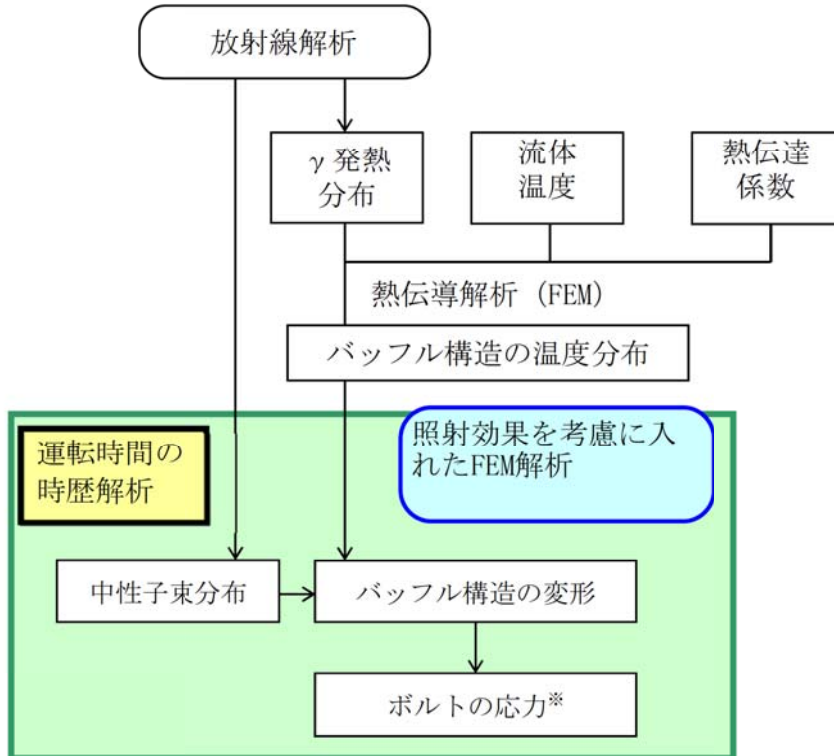 放射線解析
γ発熱
分布
流体
温度
熱伝達
係数
熱伝導解析（FEM）
バッフル構造の温度分布
運転時間の
時歴解析
照射効果を考慮に入
れたFEM解析
中性子束分布
バッフル構造の変形
ボルトの応力※